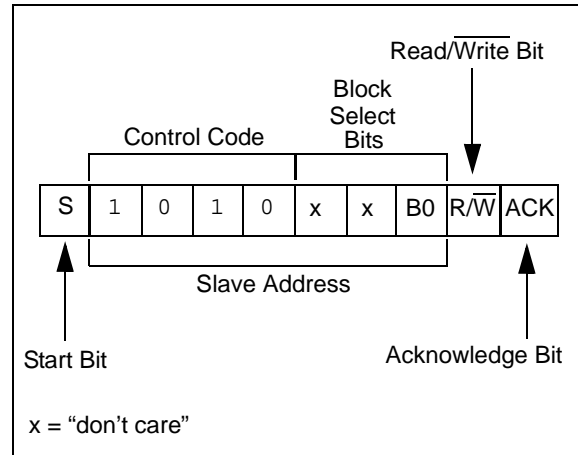 Read/Write Bit
Block
Select
Bits
Control Code
S 1 0 1 0 x x B0 R/W ACK
Slave Address
Start Bit
Acknowledge Bit
x = “don’t care”